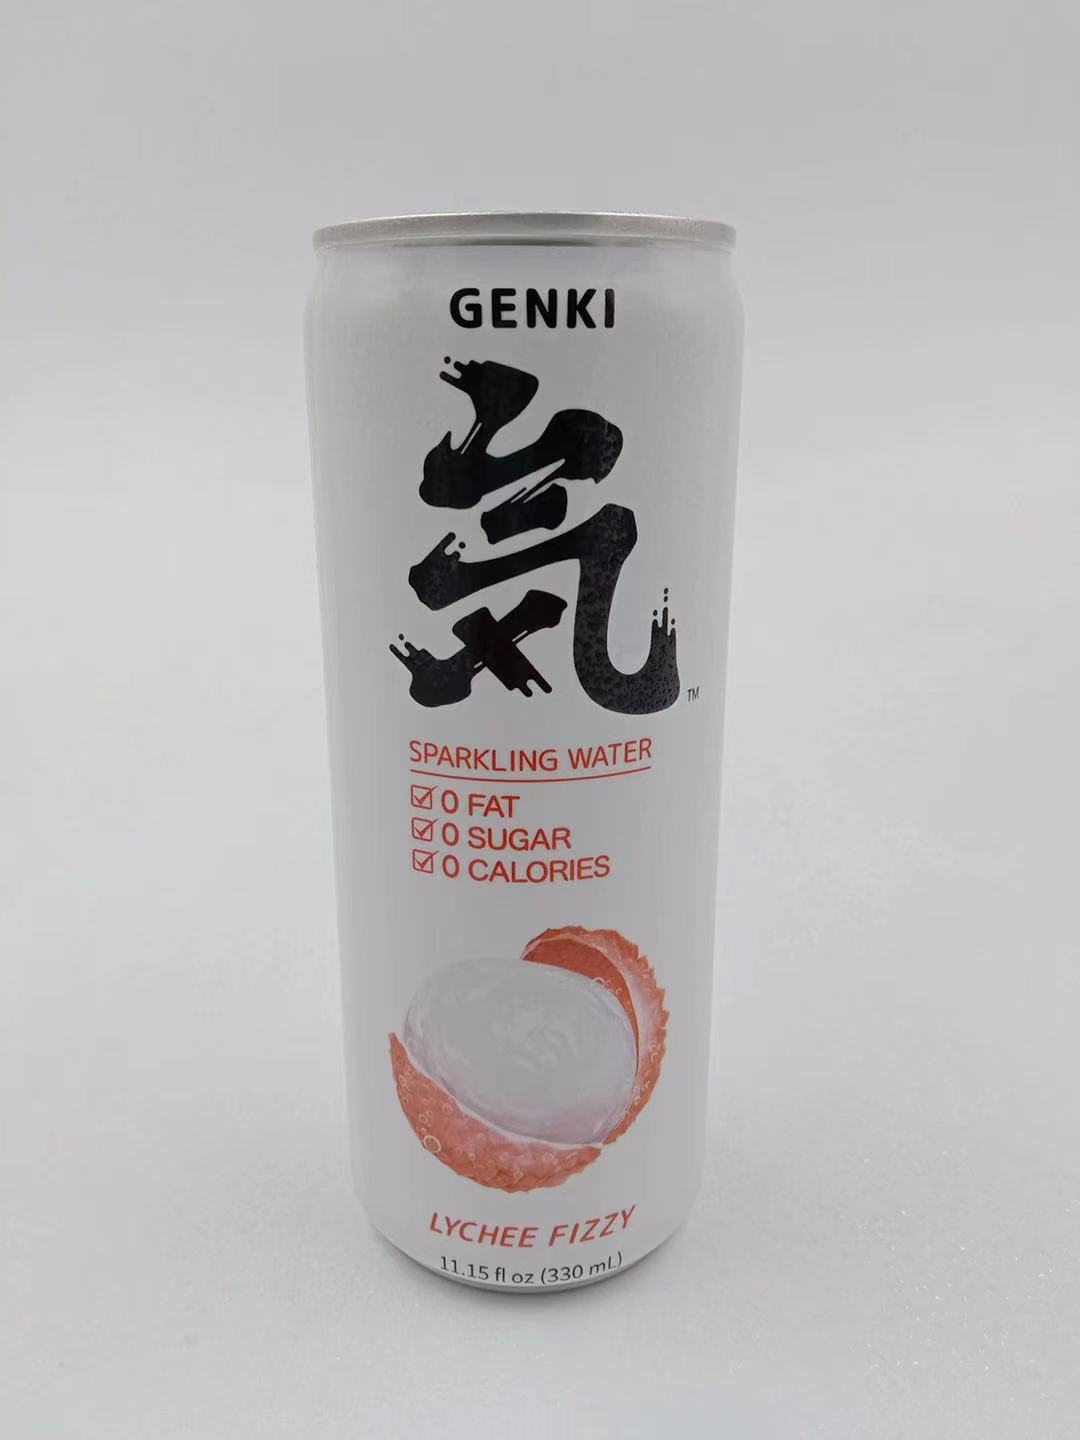 GENKI
気
TM
SPARKLING WATER
0 FAT
0 SUGAR
0 CALORIES
LYCHEE FIZZY
11.15 fl oz (330 mL)